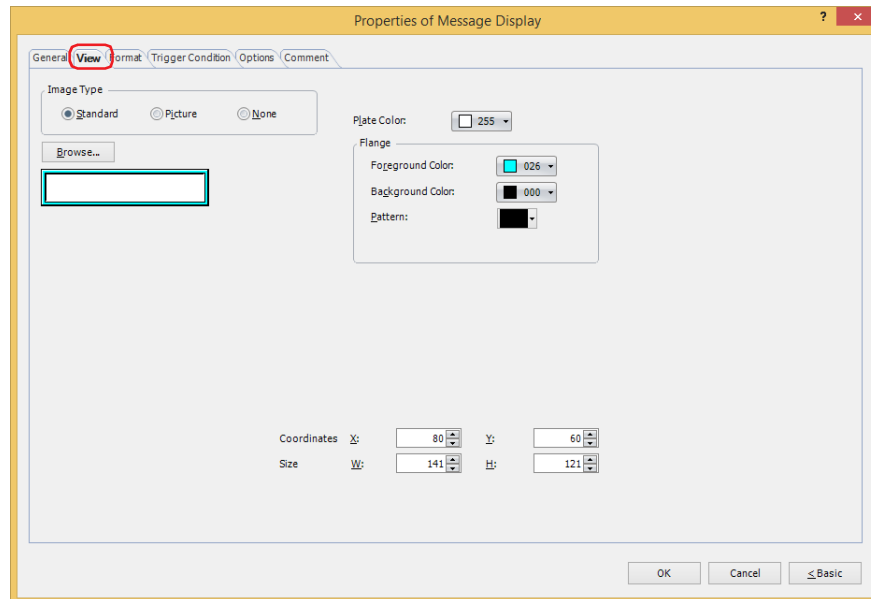 Properties of Message Display
? ×
General View Format Trigger Condition Options Comment
Image Type
Standard Picture None
Plate Color: 255
Browse...
Flange
Foreground Color: 026
Background Color: 000
Pattern:
Coordinates X: 80 Y: 60
Size W: 141 H: 121
OK Cancel < Basic